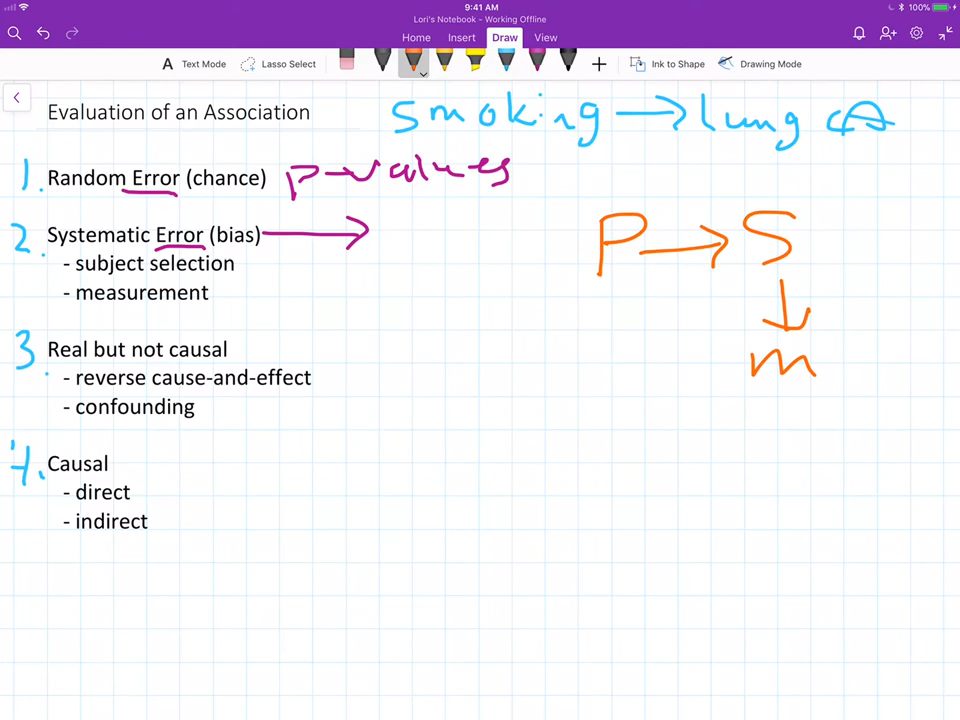 9:41 AM
100%
Lori's Notebook - Working Offline
Home Insert Draw View
Text Mode Lasso Select Ink to Shape Drawing Mode
Evaluation of an Association smoking → lung CA
1. Random Error (chance) P-values
2. Systematic Error (bias) →
- subject selection
- measurement
P → S
↓
m
3. Real but not causal
- reverse cause-and-effect
- confounding
4. Causal
- direct
- indirect